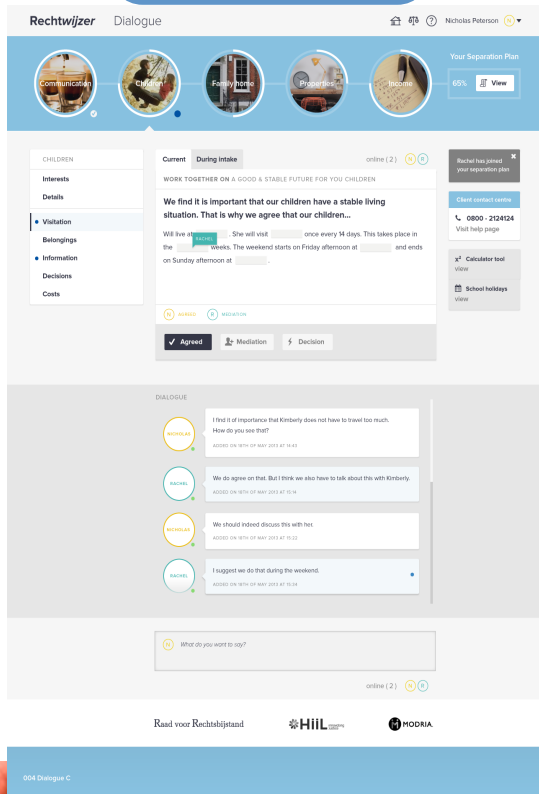 Rechtwijzer Dialogue
Nicholas Peterson N
Your Separation Plan
Communication
Children
Family home
Properties
Income
65% View
CHILDREN
Interests
Details
Visitation
Belongings
Information
Decisions
Costs
Current During intake online ( 2 ) N R
WORK TOGETHER ON A GOOD & STABLE FUTURE FOR YOU CHILDREN
We find it is important that our children have a stable living
situation. That is why we agree that our children...
Will live at . She will visit once every 14 days. This takes place in
RACHEL
the weeks. The weekend starts on Friday afternoon at and ends
on Sunday afternoon at .
N AGREED R MEDIATION
Agreed Mediation Decision
Rachel has joined
your separation plan
Client contact centre
0800 - 2124124
Visit help page
x² Calculator tool
view
School holidays
view
DIALOGUE
NICHOLAS
I find it of importance that Kimberly does not have to travel too much.
How do you see that?
ADDED ON 18TH OF MAY 2013 AT 14:43
RACHEL
We do agree on that. But I think we also have to talk about this with Kimberly.
ADDED ON 18TH OF MAY 2013 AT 15:14
NICHOLAS
We should indeed discuss this with her.
ADDED ON 18TH OF MAY 2013 AT 15:22
RACHEL
I suggest we do that during the weekend.
ADDED ON 18TH OF MAY 2013 AT 15:34
N What do you want to say?
online ( 2 ) N R
Raad voor Rechtsbijstand
HiiL innovating justice
M MODRIA
004 Dialogue C